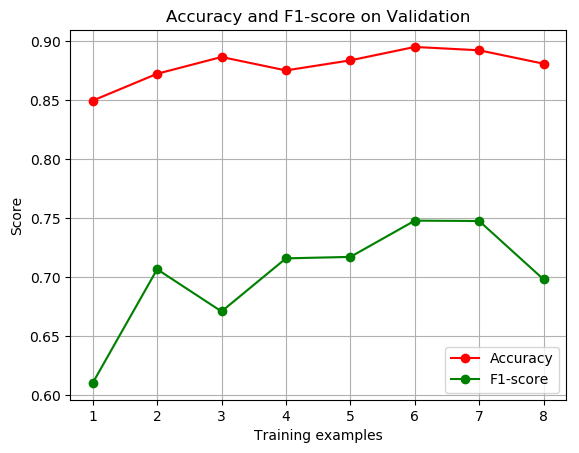 Accuracy and F1-score on Validation
0.90
0.85
0.80
0.75
0.70
0.65
0.60
Score
1 2 3 4 5 6 7 8
Training examples
Accuracy
F1-score